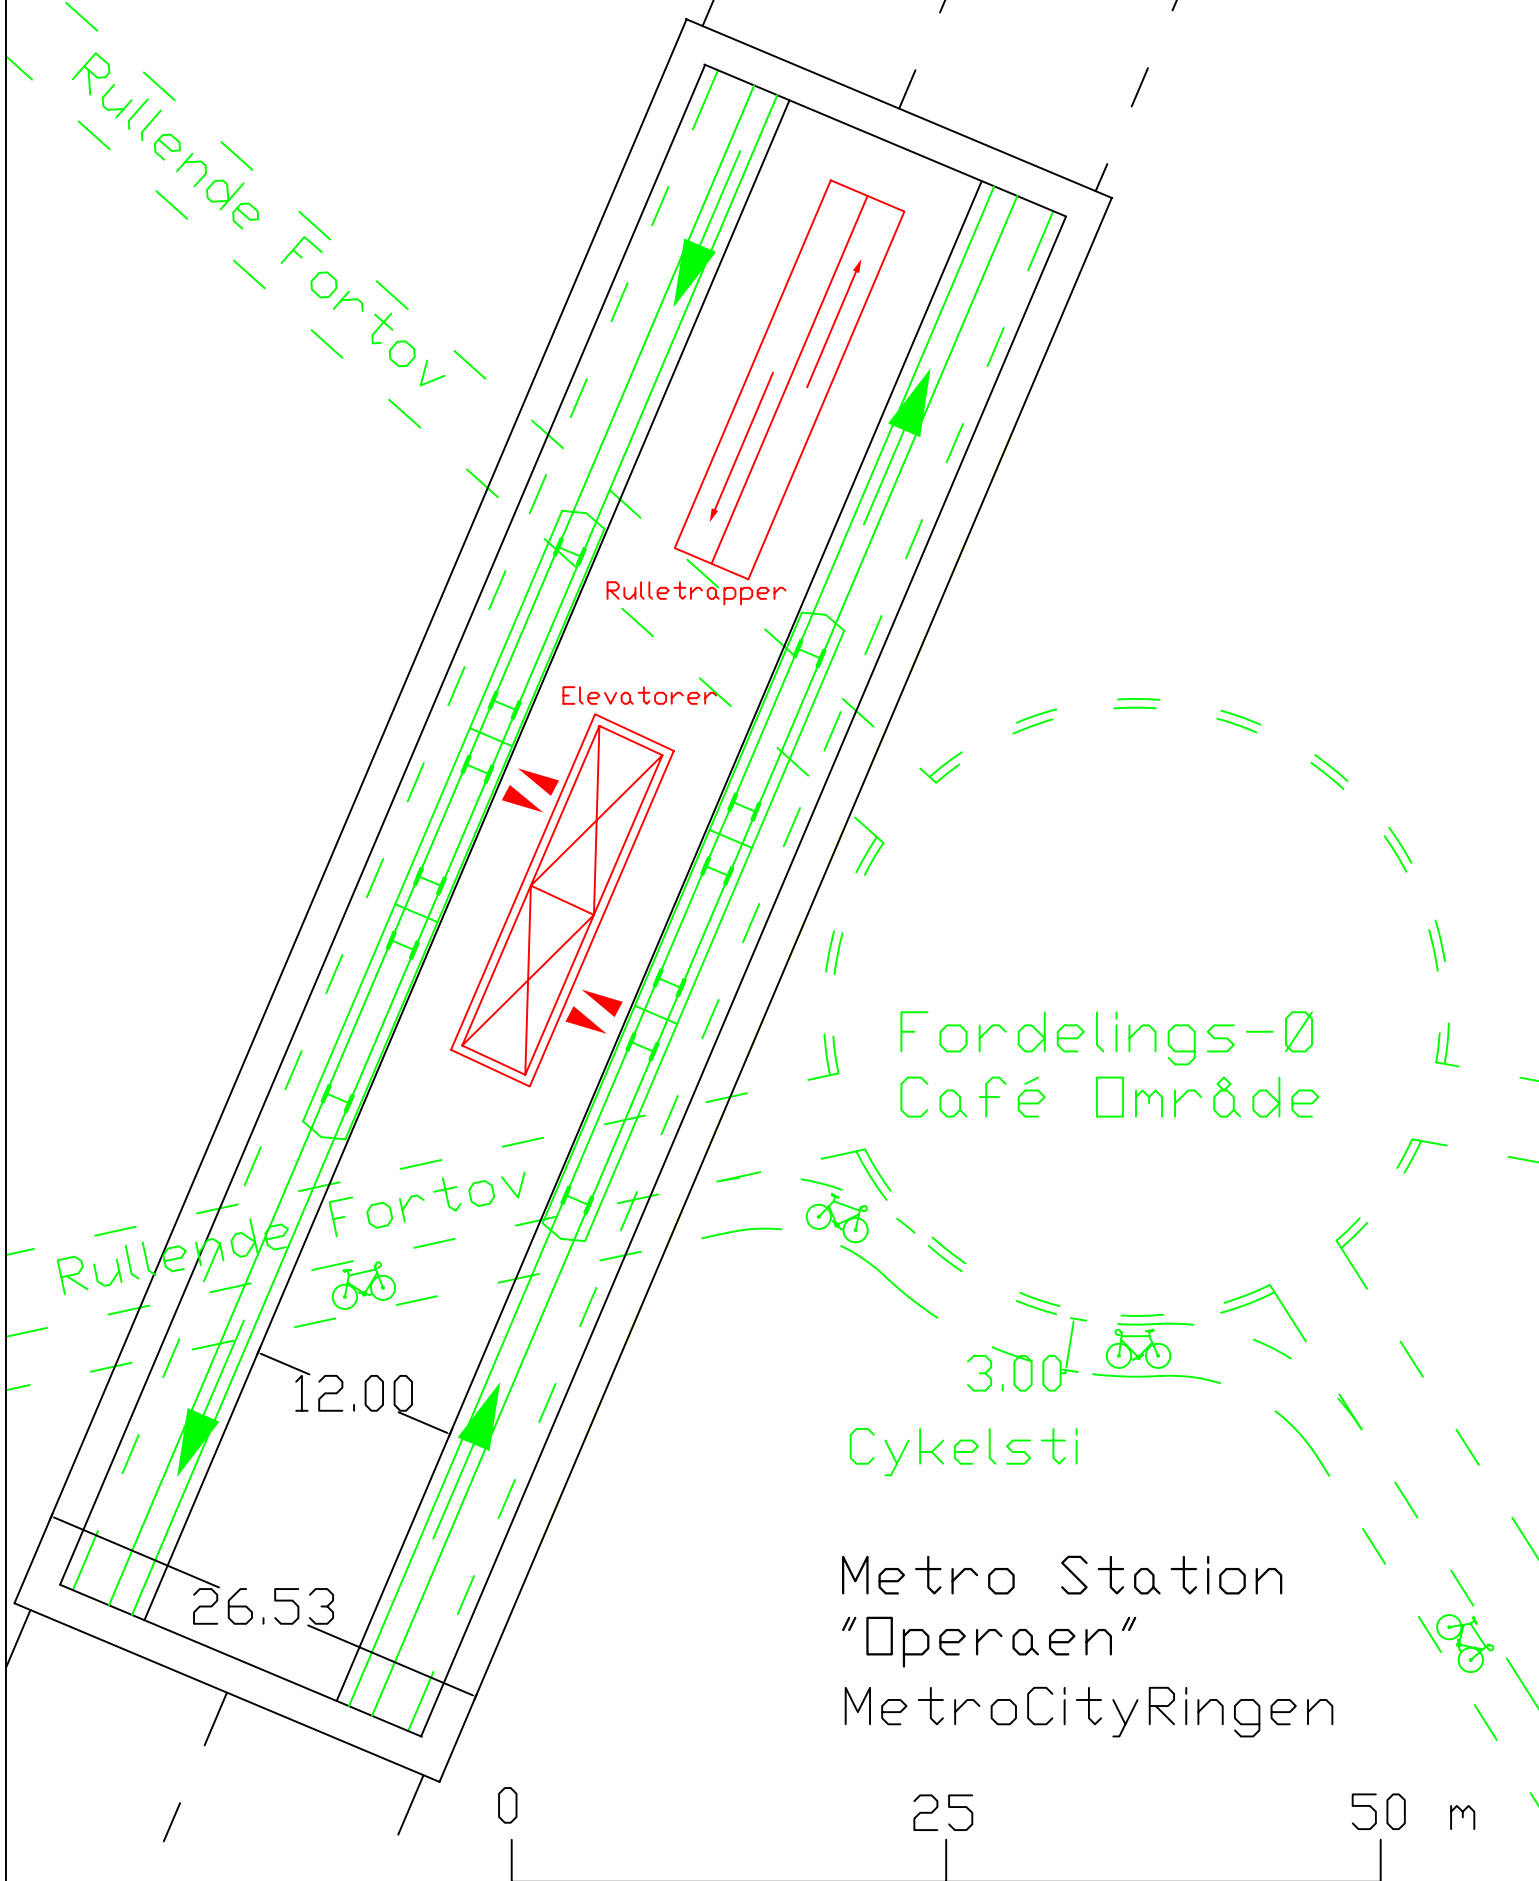 Rullende Fortov
Rulletrapper
Elevatorer
Fordelings-Ø
Café Område
Rullende Fortov
12.00
3.00
Cykelsti
26.53
Metro Station
"Operaen"
MetroCityRingen
0 25 50 m